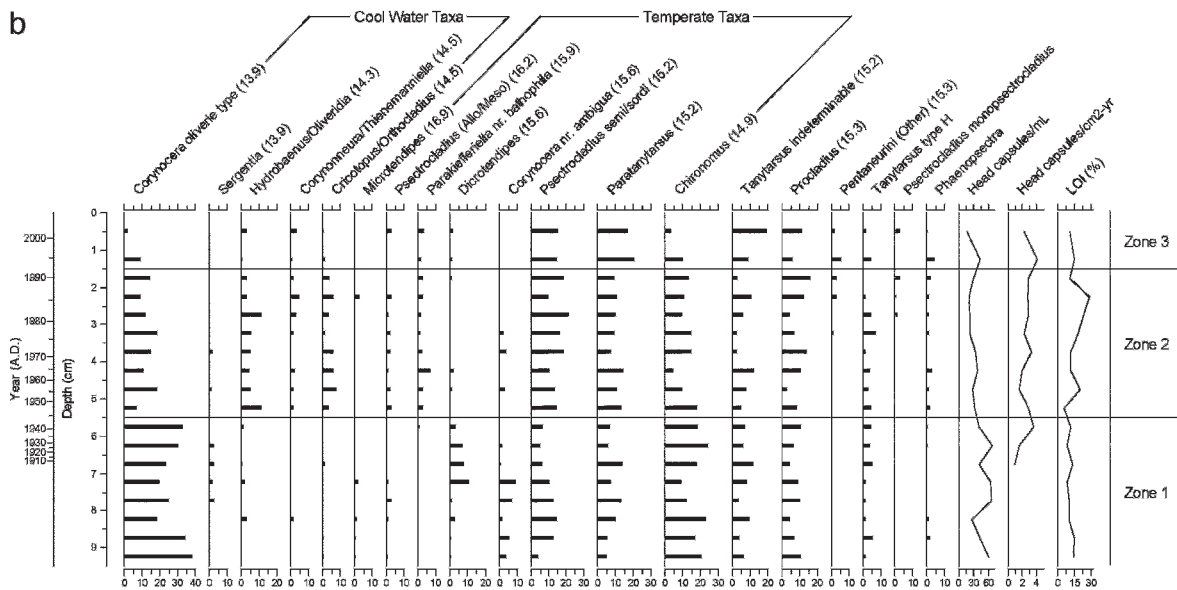 b
Cool Water Taxa
Temperate Taxa
Corynocera oliverie type (13.9)
Sergentia (13.9)
Hydrobaenus/Oliveridia (14.3)
Corynonneura/Thienemanniella (14.5)
Cricotopus/Orthocladius (14.5)
Microtendipes (16.9)
Psectrocladius (Allo/Meso) (16.2)
Parakiefferiella nr. bathophila (15.9)
Dicrotendipes (15.6)
Corynocera nr. ambigua (15.6)
Psectrocladius semi/sordi (16.2)
Paratanytarsus (15.2)
Chironomus (14.9)
Tanytarsus indeterminable (15.2)
Procladius (15.3)
Pentaneurini (Other) (15.3)
Tanytarsus type H
Psectrocladius monopsectrocladius
Phaenopsectra
Head capsules/mL
Head capsules/cm2-yr
LOI (%)
Year (A.D.)
2000
1990
1980
1970
1960
1950
1940
1930
1920
1910
Depth (cm)
0
1
2
3
4
5
6
7
8
9
Zone 3
Zone 2
Zone 1
0 10 20 30 40 0 0 10 20 0 0 10 0 10 0 10 0 10 0 10 0 10 0 10 20 30 0 10 20 30 0 10 20 30 0 10 20 0 10 20 0 10 0 10 0 10 0 0 30 60 0 2 4 0 15 30